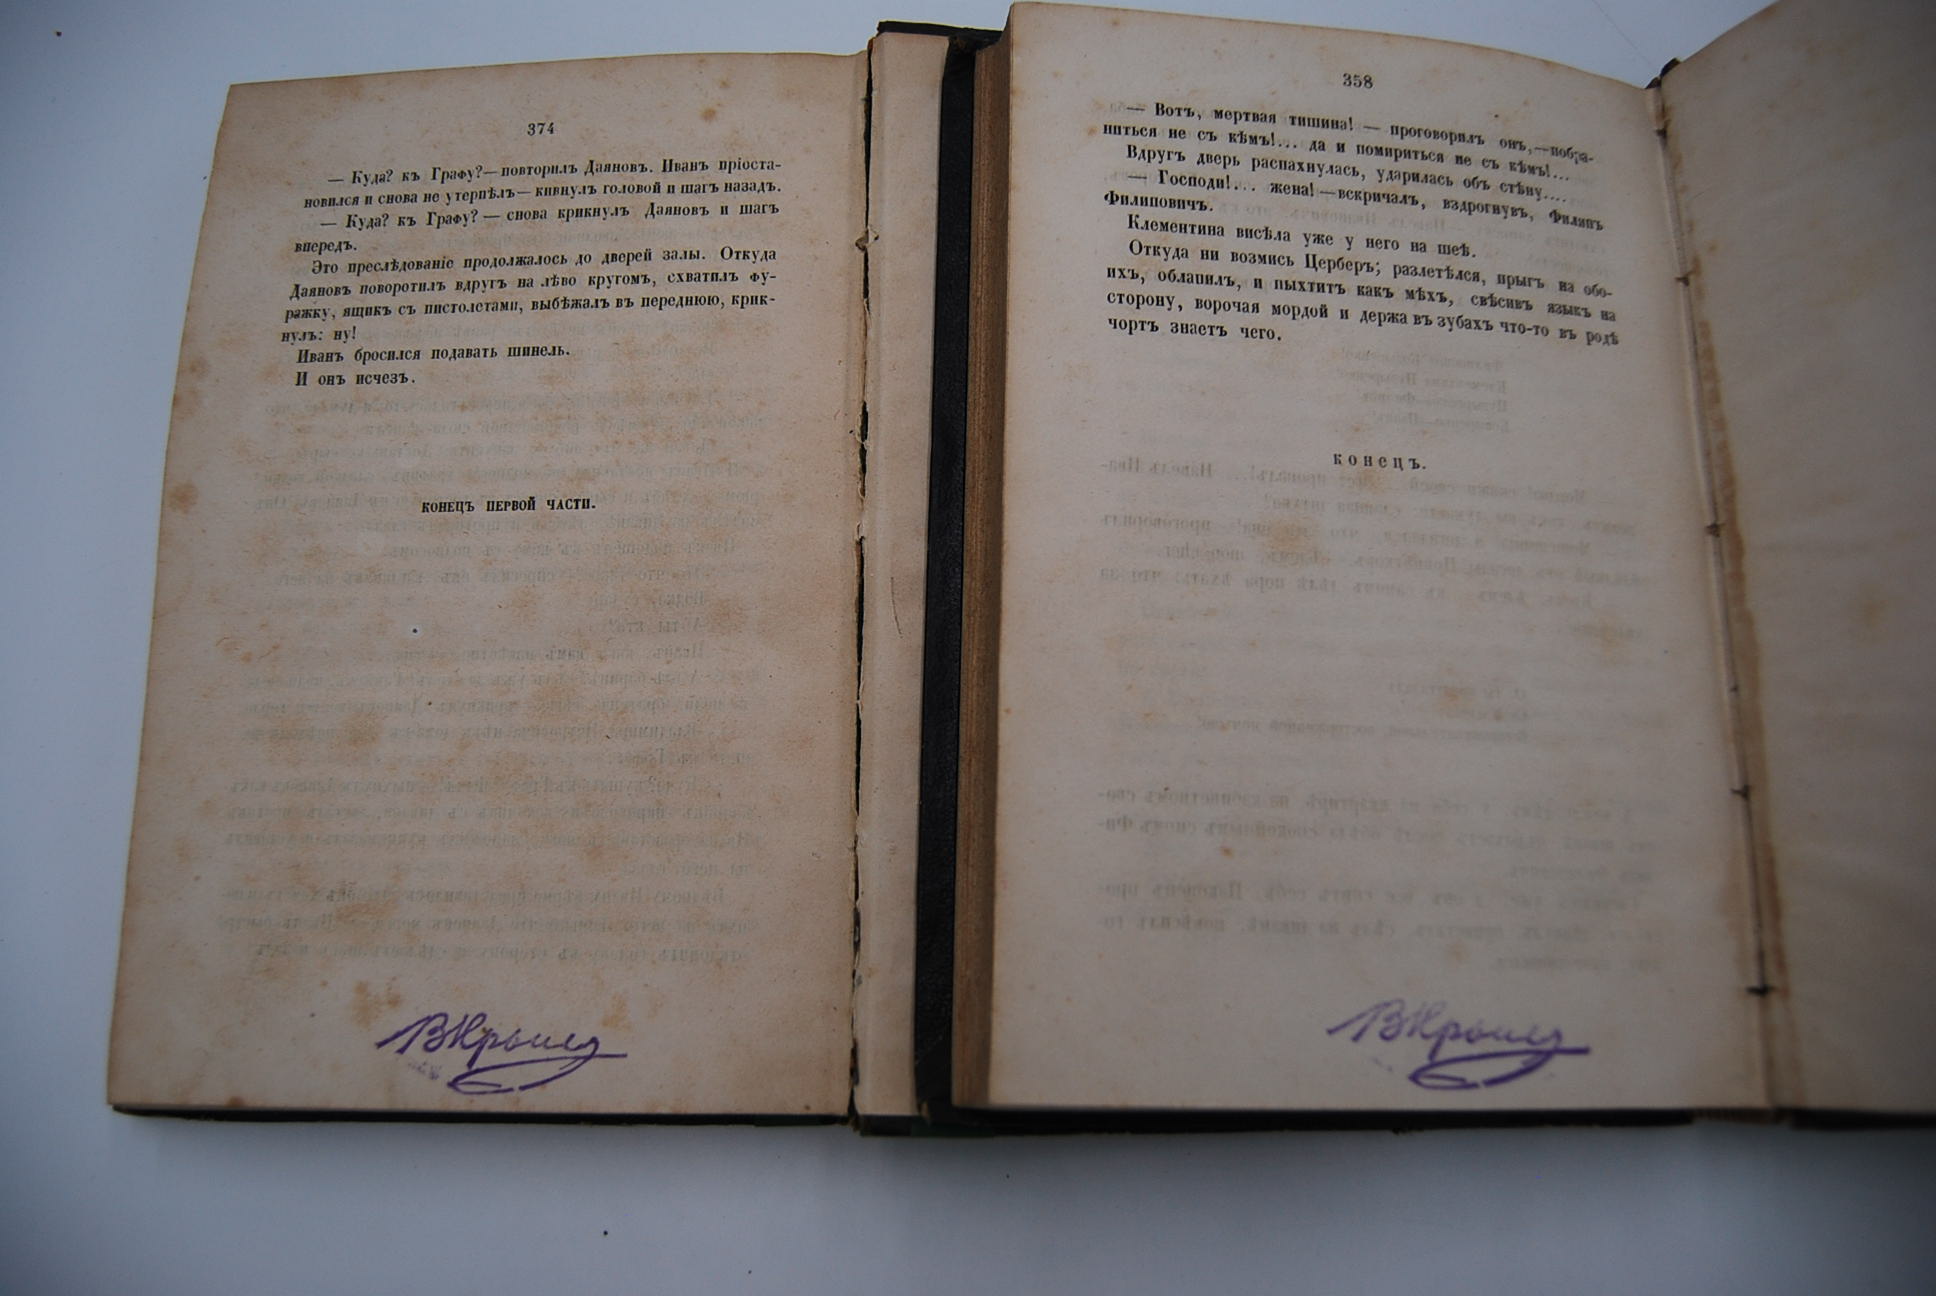 374
— Куда? къ Графу?—повторилъ Даяновъ. Иванъ пріоста-
новился и снова не утерпѣлъ—кивнулъ головой и шагъ назадъ.
— Куда? къ Графу? — снова крикнулъ Даяновъ и шагъ
впередъ.
Это преслѣдованіе продолжалось до дверей залы. Откуда
Даяновъ поворотилъ вдругъ на лѣво кругомъ, схватилъ фу-
ражку, ящикъ съ пистолетами, выбѣжалъ въ переднюю, крик-
нулъ: ну!
Иванъ бросился подавать шинель.
И онъ исчезъ.
КОНЕЦЪ ПЕРВОЙ ЧАСТИ.
358
— Вотъ, мертвая тишина! — проговорилъ онъ,—побра-
ниться не съ кѣмъ!... да и помириться не съ кѣмъ!...
Вдругъ дверь распахнулась, ударилась объ стѣну....
— Господи!... жена!—вскричалъ, вздрогнувъ, Филипъ
Филиповичъ.
Клементина висѣла уже у него на шеѣ.
Откуда ни возмись Церберъ; разлетѣлся, прыгъ на обо-
ихъ, облапилъ, и пыхтитъ какъ мѣхъ, свѣсивъ языкъ на
сторону, ворочая мордой и держа въ зубахъ что-то въ родѣ
чортъ знаетъ чего.
КОНЕЦЪ.